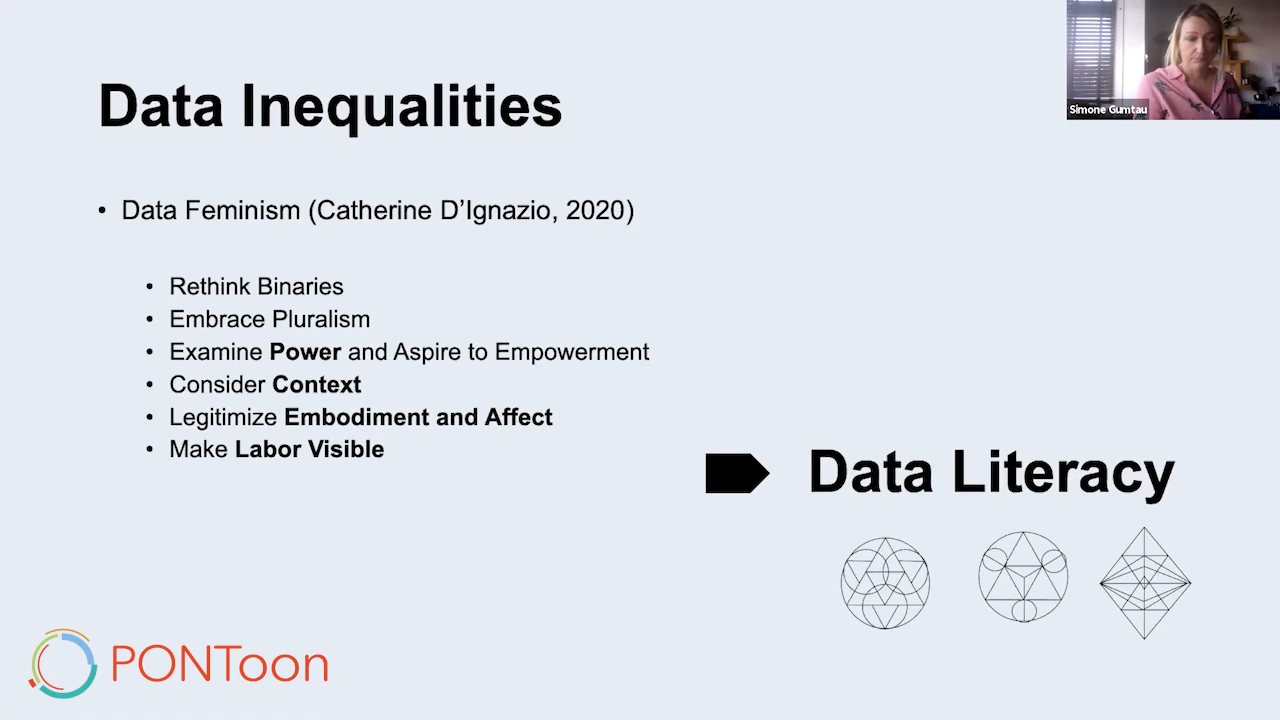 Data Inequalities
Simone Gumtau
• Data Feminism (Catherine D’Ignazio, 2020)
• Rethink Binaries
• Embrace Pluralism
• Examine Power and Aspire to Empowerment
• Consider Context
• Legitimize Embodiment and Affect
• Make Labor Visible
Data Literacy
PONToon